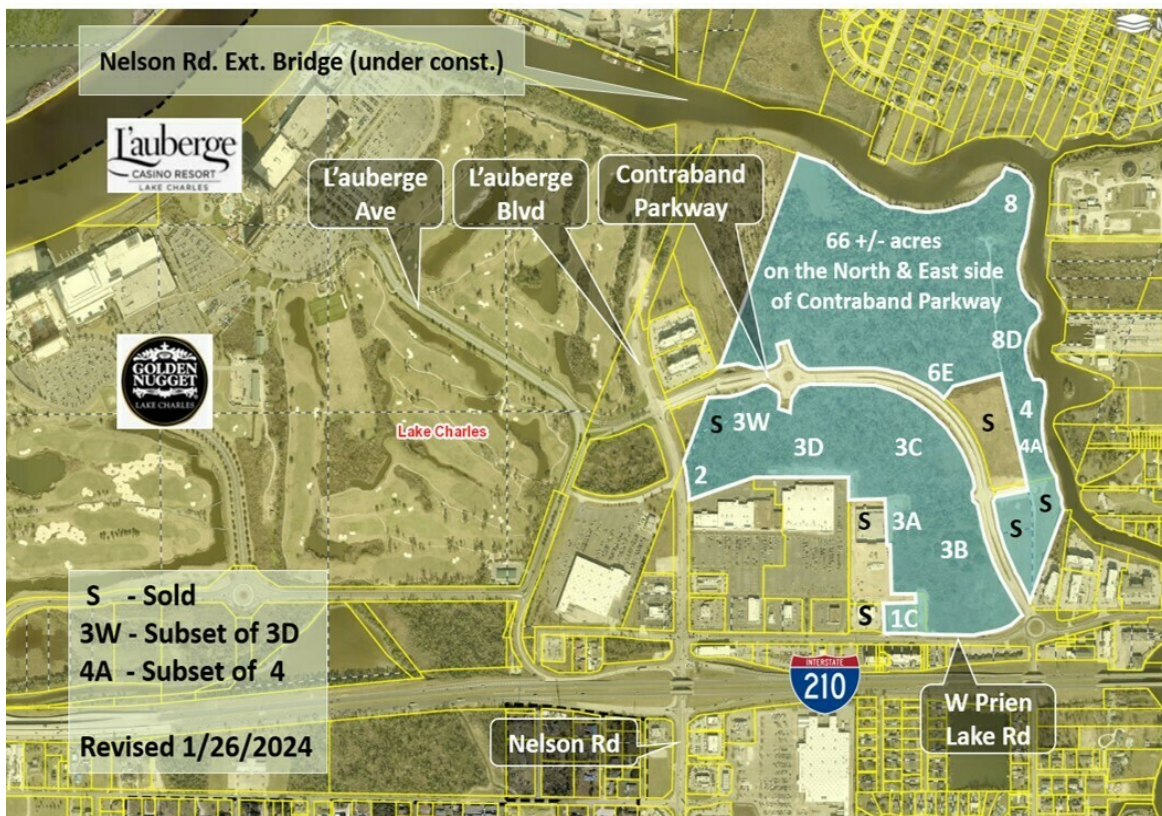 Nelson Rd. Ext. Bridge (under const.)
L'auberge
CASINO RESORT
LAKE CHARLES
L'auberge
Ave
L'auberge
Blvd
Contraband
Parkway
8
66 +/- acres
on the North & East side
of Contraband Parkway
8D
GOLDEN
NUGGET
LAKE CHARLES
6E
4
S
3W
S
Lake Charles
3D
3C
4A
2
S
S
3A
S
3B
S
1C
S - Sold
3W - Subset of 3D
4A - Subset of 4
Revised 1/26/2024
INTERSTATE
210
W Prien
Lake Rd
Nelson Rd